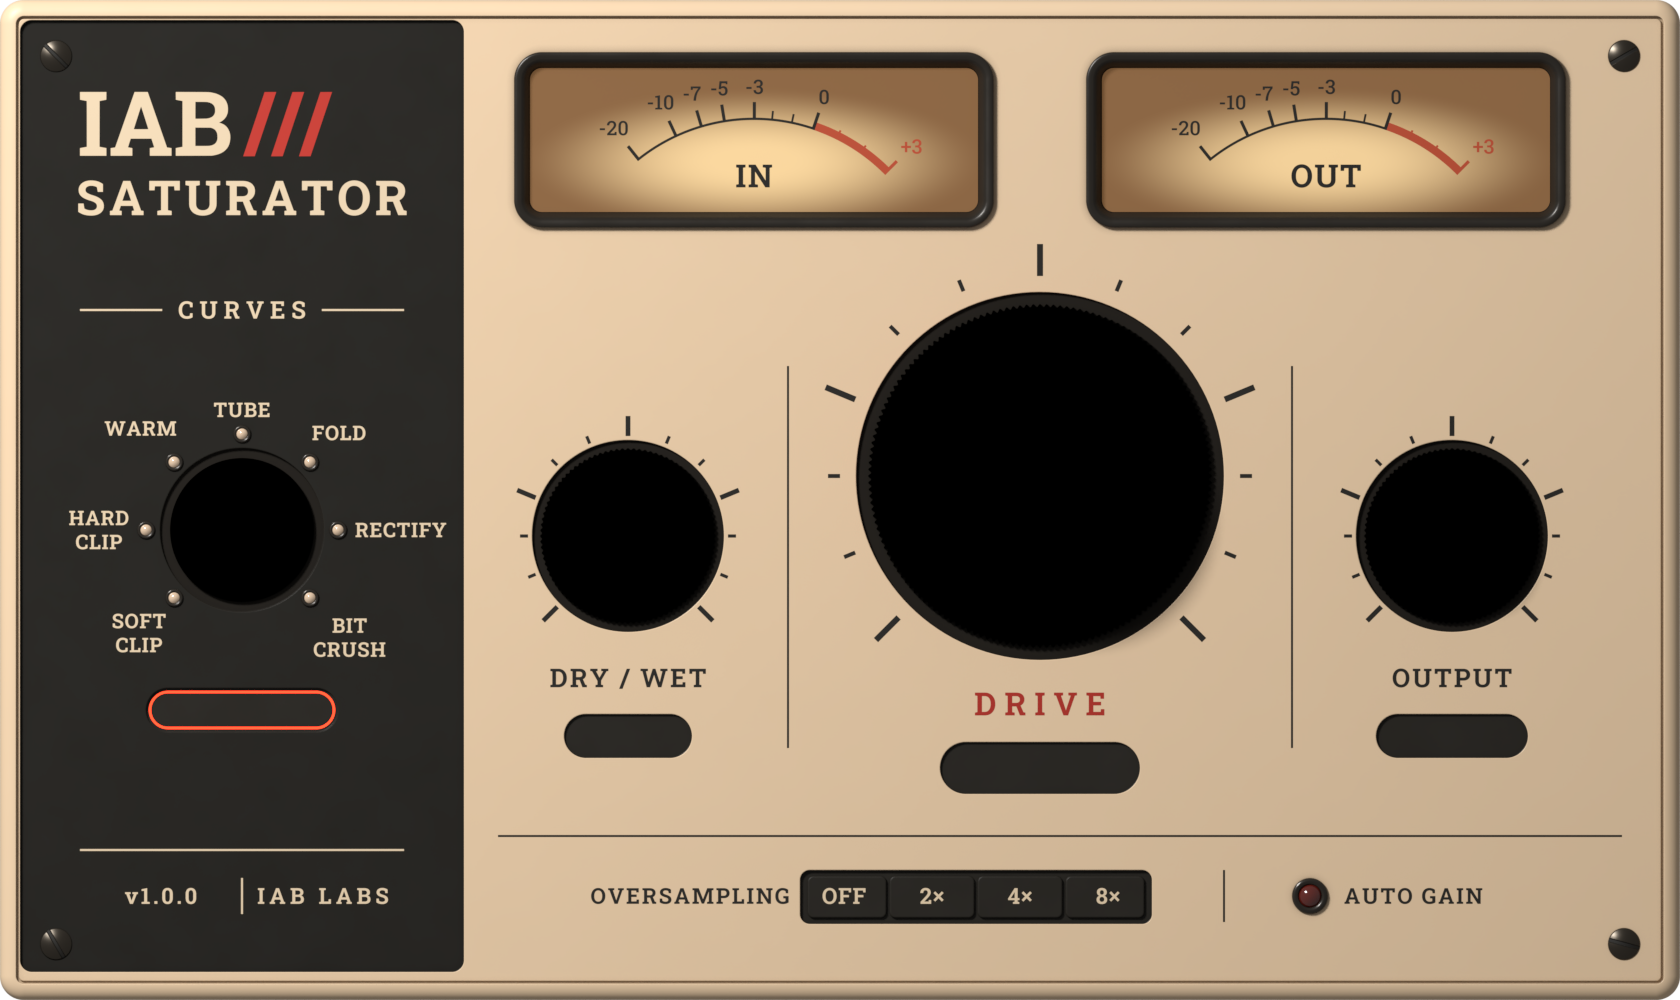 IAB///
SATURATOR
CURVES
TUBE
WARM
FOLD
HARD
CLIP
RECTIFY
SOFT
CLIP
BIT
CRUSH
v1.0.0 | IAB LABS
-20 -10 -7 -5 -3 0 +3
IN
-20 -10 -7 -5 -3 0 +3
OUT
DRY / WET
DRIVE
OUTPUT
OVERSAMPLING OFF 2× 4× 8×
AUTO GAIN